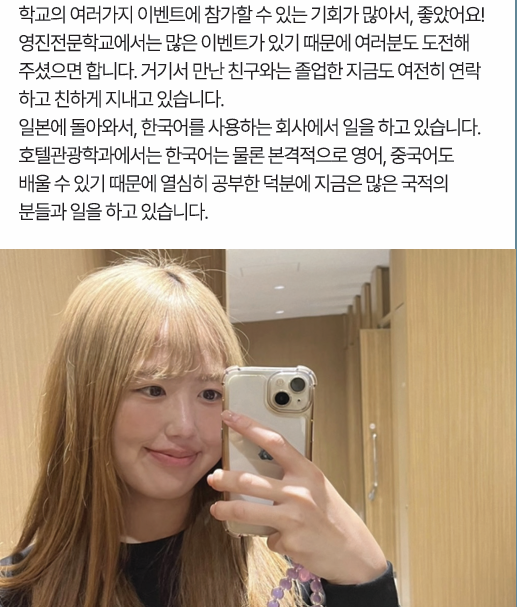 학교의 여러가지 이벤트에 참가할 수 있는 기회가 많아서, 좋았어요!
영진전문학교에서는 많은 이벤트가 있기 때문에 여러분도 도전해
주셨으면 합니다. 거기서 만난 친구와는 졸업한 지금도 여전히 연락
하고 친하게 지내고 있습니다.
일본에 돌아와서, 한국어를 사용하는 회사에서 일을 하고 있습니다.
호텔관광학과에서는 한국어는 물론 본격적으로 영어, 중국어도
배울 수 있기 때문에 열심히 공부한 덕분에 지금은 많은 국적의
분들과 일을 하고 있습니다.